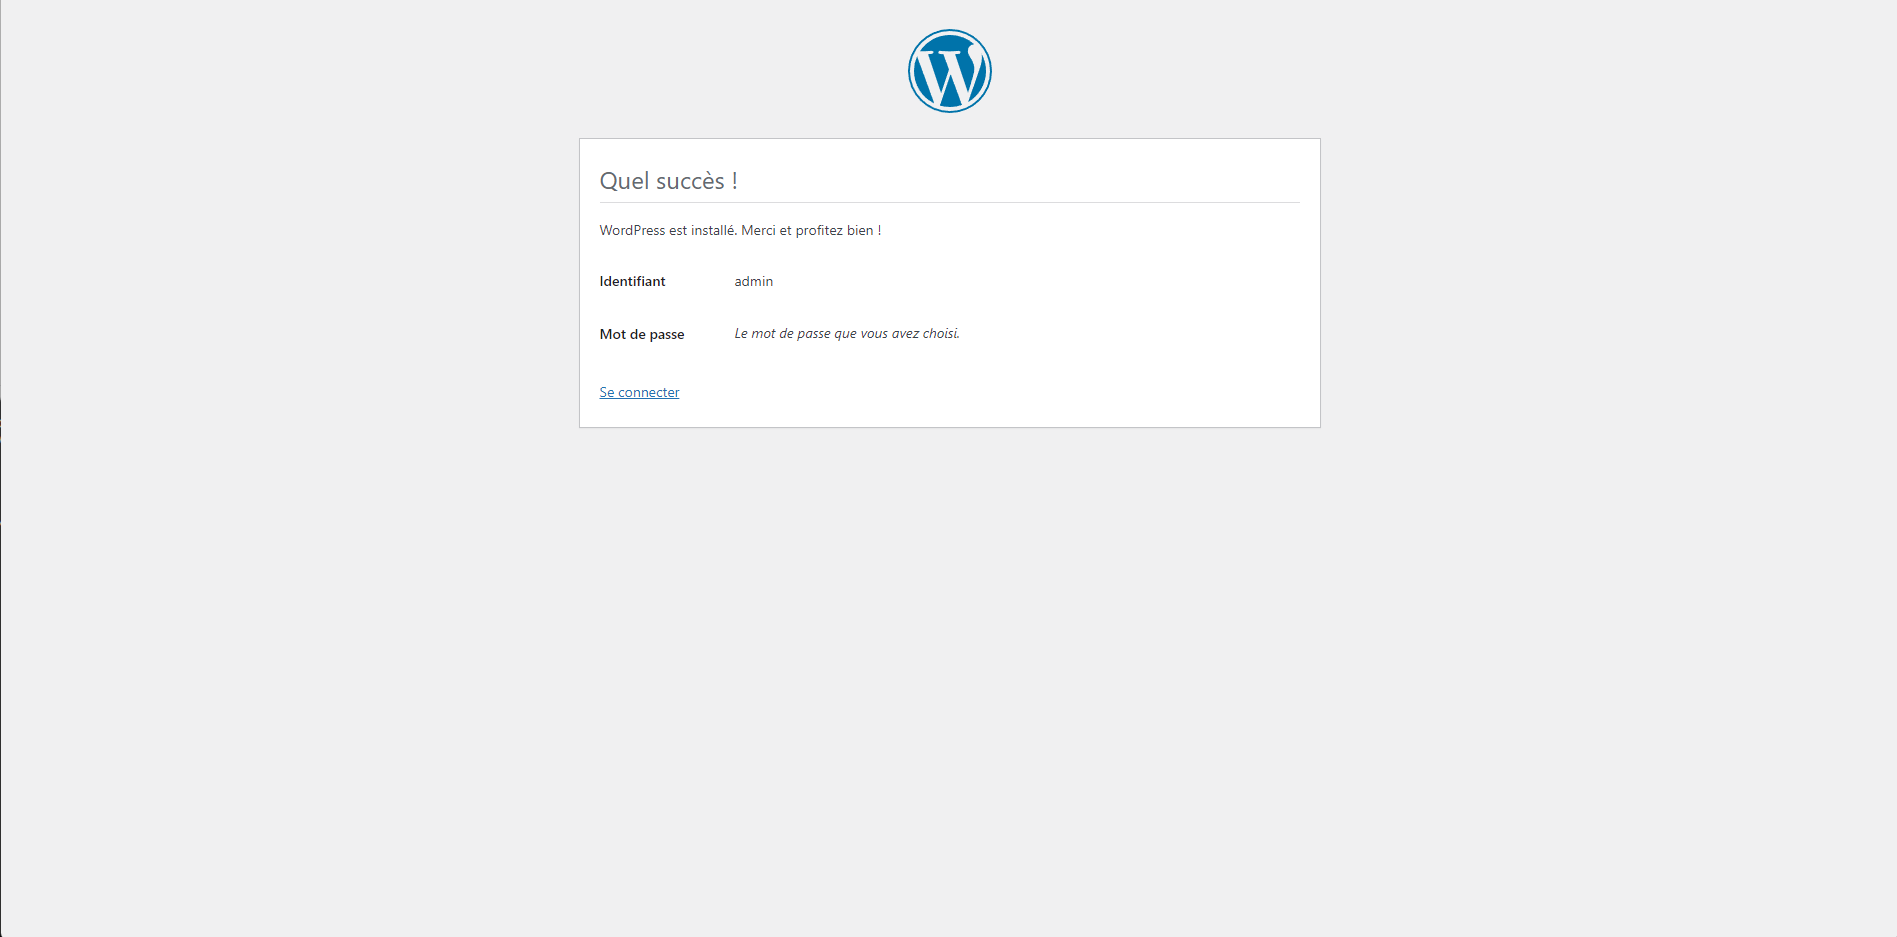 Quel succès !
WordPress est installé. Merci et profitez bien !
Identifiant admin
Mot de passe Le mot de passe que vous avez choisi.
Se connecter